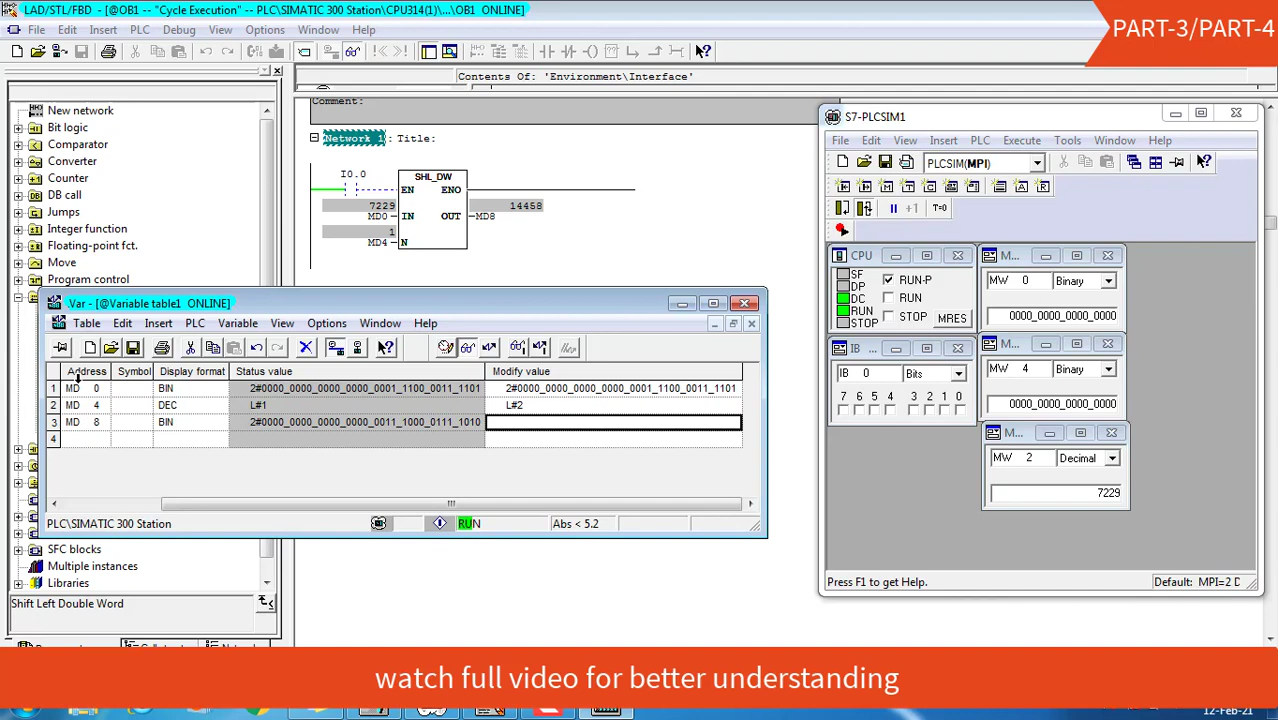 LAD/STL/FBD - [@OB1 -- "Cycle Execution" -- PLC\SIMATIC 300 Station\CPU314(1)\...\OB1 ONLINE]
PART-3/PART-4
File Edit Insert PLC Debug View Options Window Help
Contents Of: 'Environment\Interface'
New network
Bit logic
Comparator
Converter
Counter
DB call
Jumps
Integer function
Floating-point fct.
Move
Program control
SFC blocks
Multiple instances
Libraries
Shift Left Double Word
Comment:
Network 1: Title:
I0.0
SHL_DW
EN ENO
7229 14458
MD0 IN OUT MD8
1
MD4 N
Var - [@Variable table1 ONLINE]
Table Edit Insert PLC Variable View Options Window Help
Address Symbol Display format Status value Modify value
1 MD 0 BIN 2#0000_0000_0000_0000_0001_1100_0011_1101 2#0000_0000_0000_0000_0001_1100_0011_1101
2 MD 4 DEC L#1 L#2
3 MD 8 BIN 2#0000_0000_0000_0000_0011_1000_0111_1010
4
PLC\SIMATIC 300 Station RUN Abs < 5.2
S7-PLCSIM1
File Edit View Insert PLC Execute Tools Window Help
PLCSIM(MPI)
+1 T=0
CPU
SF
DP
DC
RUN
STOP
RUN-P
RUN
STOP MRES
M...
MW 0 Binary
0000_0000_0000
IB ...
IB 0 Bits
7 6 5 4 3 2 1 0
M...
MW 4 Binary
0000_0000_0000
M...
MW 2 Decimal
7229
Press F1 to get Help. Default: MPI=2 D
watch full video for better understanding
12-Feb-21